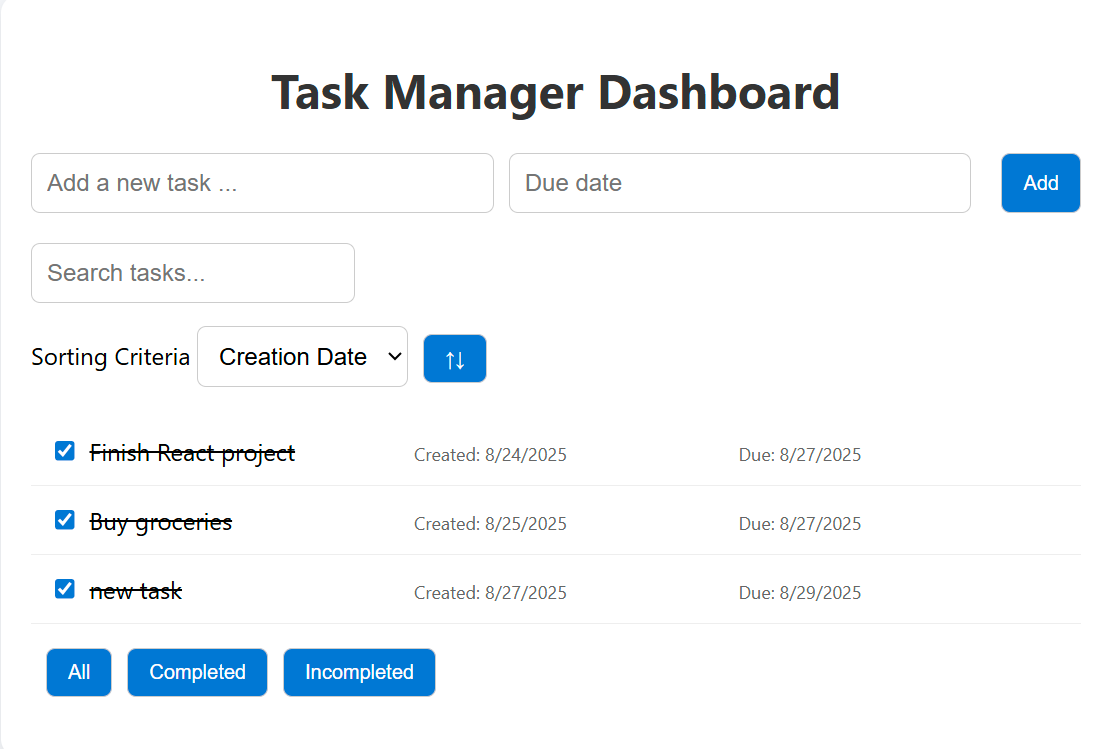 Task Manager Dashboard
Add a new task ... Due date Add
Search tasks...
Sorting Criteria Creation Date ↑↓
Finish React project Created: 8/24/2025 Due: 8/27/2025
Buy groceries Created: 8/25/2025 Due: 8/27/2025
new task Created: 8/27/2025 Due: 8/29/2025
All Completed Incompleted